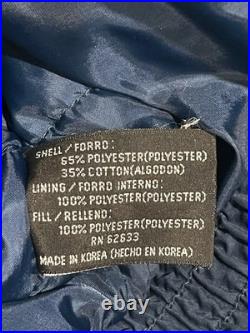 SHELL/FORRO:
65% POLYESTER(POLYESTER)
35% COTTON(ALGODON)
LINING/FORRO INTERNO:
100% POLYESTER(POLYESTER)
FILL/RELLENO:
100% POLYESTER(POLYESTER)
RN 62633
MADE IN KOREA (HECHO EN KOREA)